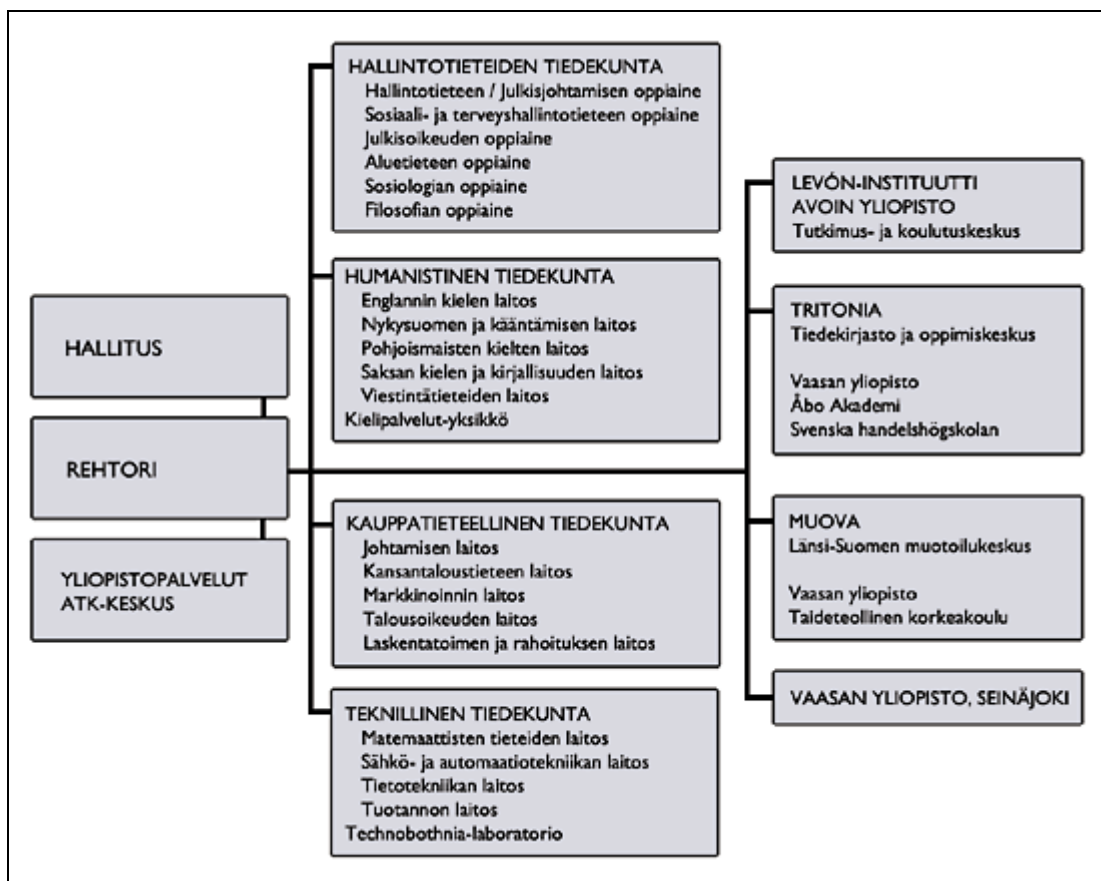 HALLITUS
REHTORI
YLIOPISTOPALVELUT
ATK-KESKUS
HALLINTOTIETEIDEN TIEDEKUNTA
Hallintotieteen / Julkisjohtamisen oppiaine
Sosiaali- ja terveyshallintotieteen oppiaine
Julkisoikeuden oppiaine
Aluetieteen oppiaine
Sosiologian oppiaine
Filosofian oppiaine
HUMANISTINEN TIEDEKUNTA
Englannin kielen laitos
Nykysuomen ja kääntämisen laitos
Pohjoismaisten kielten laitos
Saksan kielen ja kirjallisuuden laitos
Viestintätieteiden laitos
Kielipalvelut-yksikkö
KAUPPATIETEELLINEN TIEDEKUNTA
Johtamisen laitos
Kansantaloustieteen laitos
Markkinoinnin laitos
Talousoikeuden laitos
Laskentatoimen ja rahoituksen laitos
TEKNILLINEN TIEDEKUNTA
Matemaattisten tieteiden laitos
Sähkö- ja automaatiotekniikan laitos
Tietotekniikan laitos
Tuotannon laitos
Technobothnia-laboratorio
LEVÓN-INSTITUUTTI
AVOIN YLIOPISTO
Tutkimus- ja koulutuskeskus
TRITONIA
Tiedekirjasto ja oppimiskeskus
Vaasan yliopisto
Åbo Akademi
Svenska handelshögskolan
MUOVA
Länsi-Suomen muotoilukeskus
Vaasan yliopisto
Taideteollinen korkeakoulu
VAASAN YLIOPISTO, SEINÄJOKI